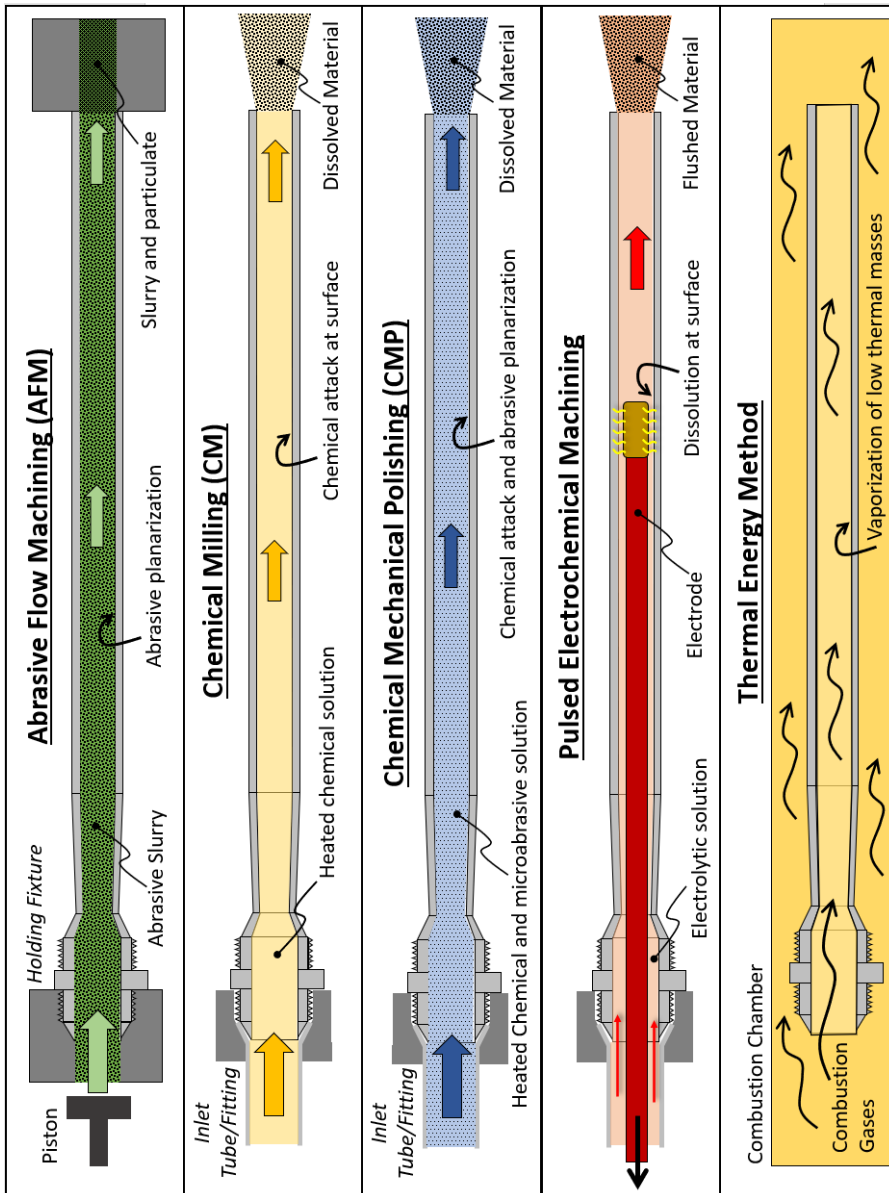 Abrasive Flow Machining (AFM)
Holding Fixture
Piston
Abrasive Slurry
Abrasive planarization
Slurry and particulate
Chemical Milling (CM)
Inlet
Tube/Fitting
Heated chemical solution
Chemical attack at surface
Dissolved Material
Chemical Mechanical Polishing (CMP)
Inlet
Tube/Fitting
Heated Chemical and microabrasive solution
Chemical attack and abrasive planarization
Dissolved Material
Pulsed Electrochemical Machining
Electrolytic solution
Electrode
Dissolution at surface
Flushed Material
Thermal Energy Method
Combustion Chamber
Combustion
Gases
Vaporization of low thermal masses